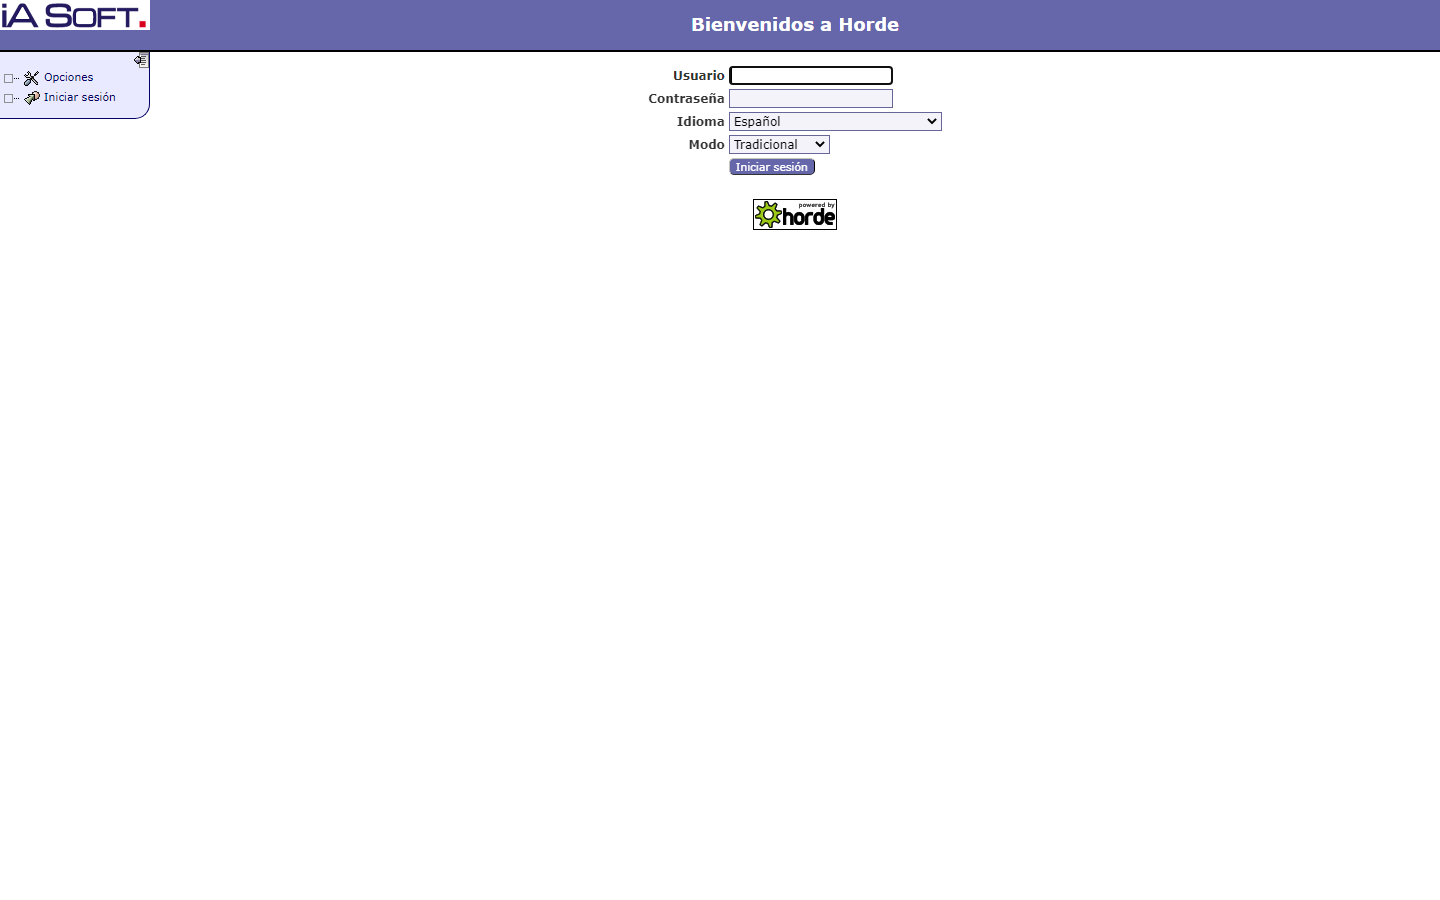 iA SOFT.
Bienvenidos a Horde
Opciones
Iniciar sesión
Usuario
Contraseña
Idioma Español
Modo Tradicional
Iniciar sesión
powered by
horde